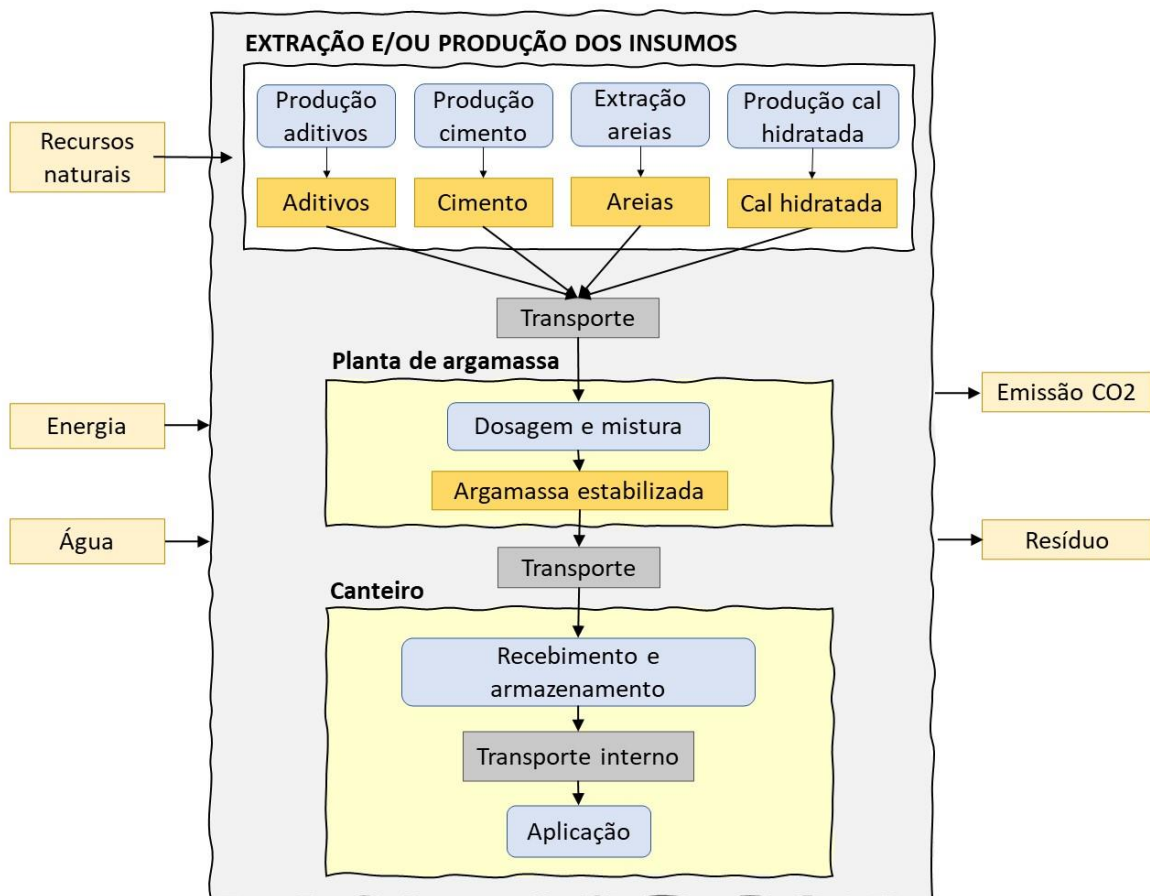 EXTRAÇÃO E/OU PRODUÇÃO DOS INSUMOS
Produção
aditivos
Produção
cimento
Extração
areias
Produção cal
hidratada
Recursos
naturais
Aditivos
Cimento
Areias
Cal hidratada
Transporte
Planta de argamassa
Dosagem e mistura
Argamassa estabilizada
Energia
Água
Emissão CO2
Resíduo
Transporte
Canteiro
Recebimento e
armazenamento
Transporte interno
Aplicação